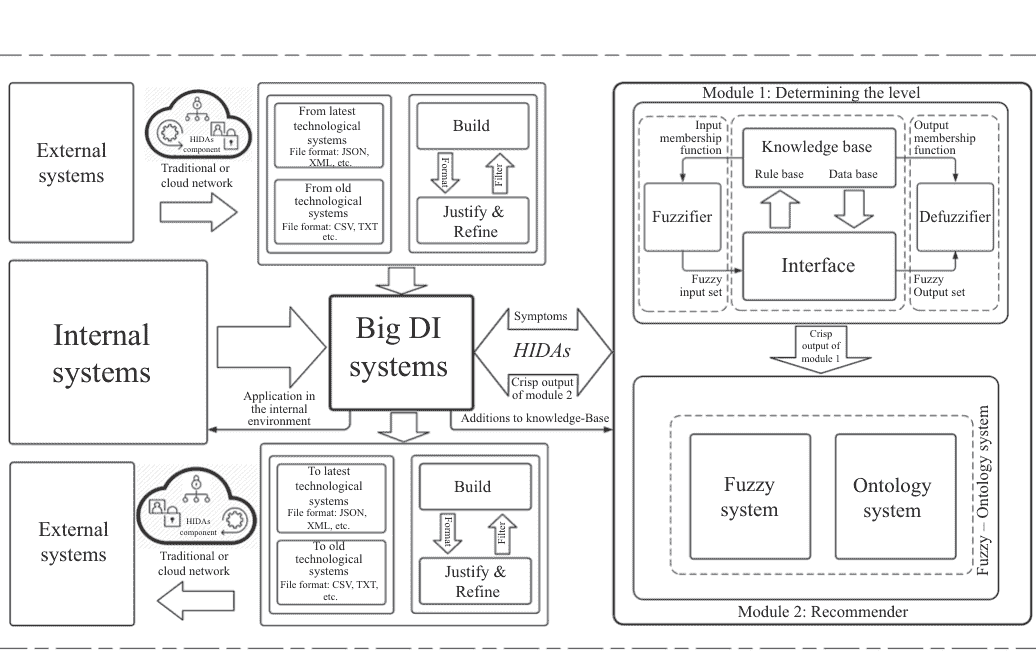 External
systems
HIDAs
component
Traditional or
cloud network
From latest
technological
systems
File format: JSON,
XML, etc.
From old
technological
systems
File format: CSV, TXT
etc.
Build
Format
Filter
Justify &
Refine
Internal
systems
Big DI
systems
Application in
the internal
environment
Symptoms
HIDAs
Crisp output
of module 2
Additions to knowledge-Base
External
systems
HIDAs
component
Traditional or
cloud network
To latest
technological
systems
File format: JSON,
XML, etc.
To old
technological
systems
File format: CSV, TXT,
etc.
Build
Format
Filter
Justify &
Refine
Module 1: Determining the level
Input
membership
function
Knowledge base
Rule base
Data base
Output
membership
function
Fuzzifier
Defuzzifier
Interface
Fuzzy
input set
Fuzzy
Output set
Crisp
output of
module 1
Fuzzy
system
Ontology
system
Fuzzy – Ontology system
Module 2: Recommender